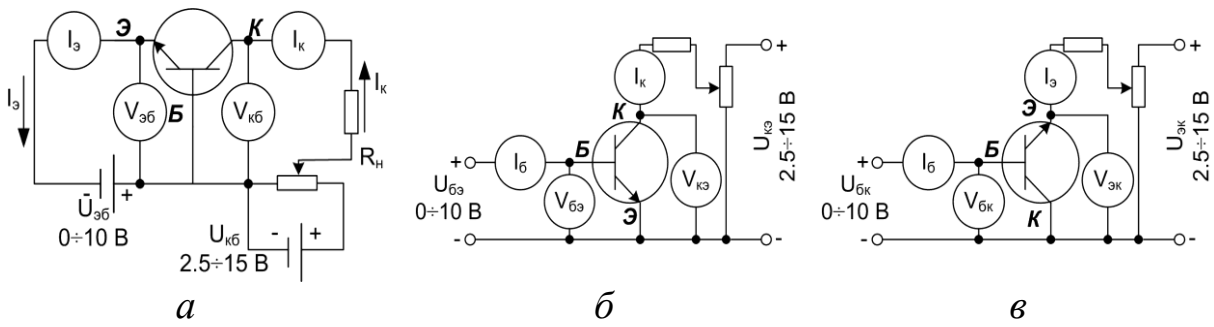 Iэ
Э
К
Iк
Iэ
Vэб
Б
Vкб
Iк
Rн
- +
Uэб
0÷10 В
Uкб
- +
2.5÷15 В
а
+
Iк
К
Б
+
Iб
Uбэ
0÷10 В
Vбэ
Vкэ
Э
Uкэ
2.5÷15 В
-
-
б
+
Iэ
Э
Б
+
Iб
Uбк
0÷10 В
Vбк
Vэк
К
Uэк
2.5÷15 В
-
-
в